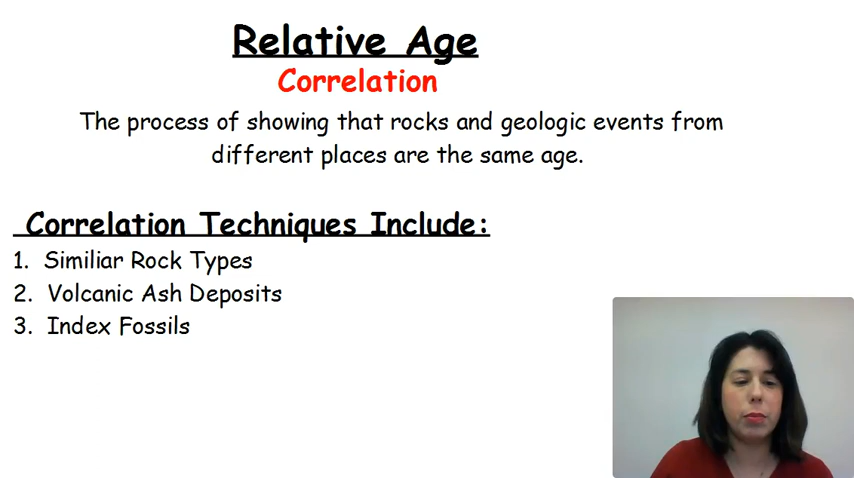 Relative Age
Correlation
The process of showing that rocks and geologic events from
different places are the same age.
Correlation Techniques Include:
1. Similiar Rock Types
2. Volcanic Ash Deposits
3. Index Fossils